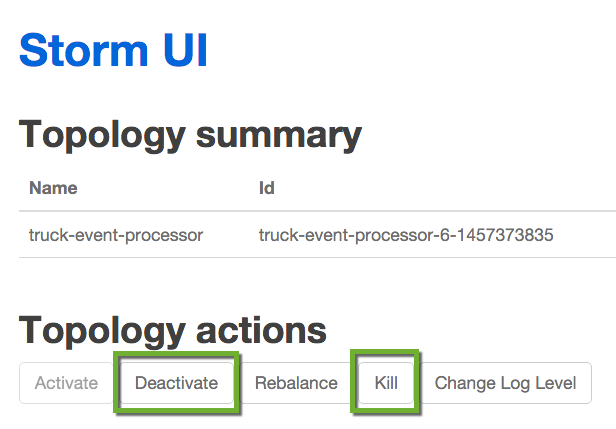 Storm UI
Topology summary
Name Id
truck-event-processor truck-event-processor-6-1457373835
Topology actions
Activate Deactivate Rebalance Kill Change Log Level